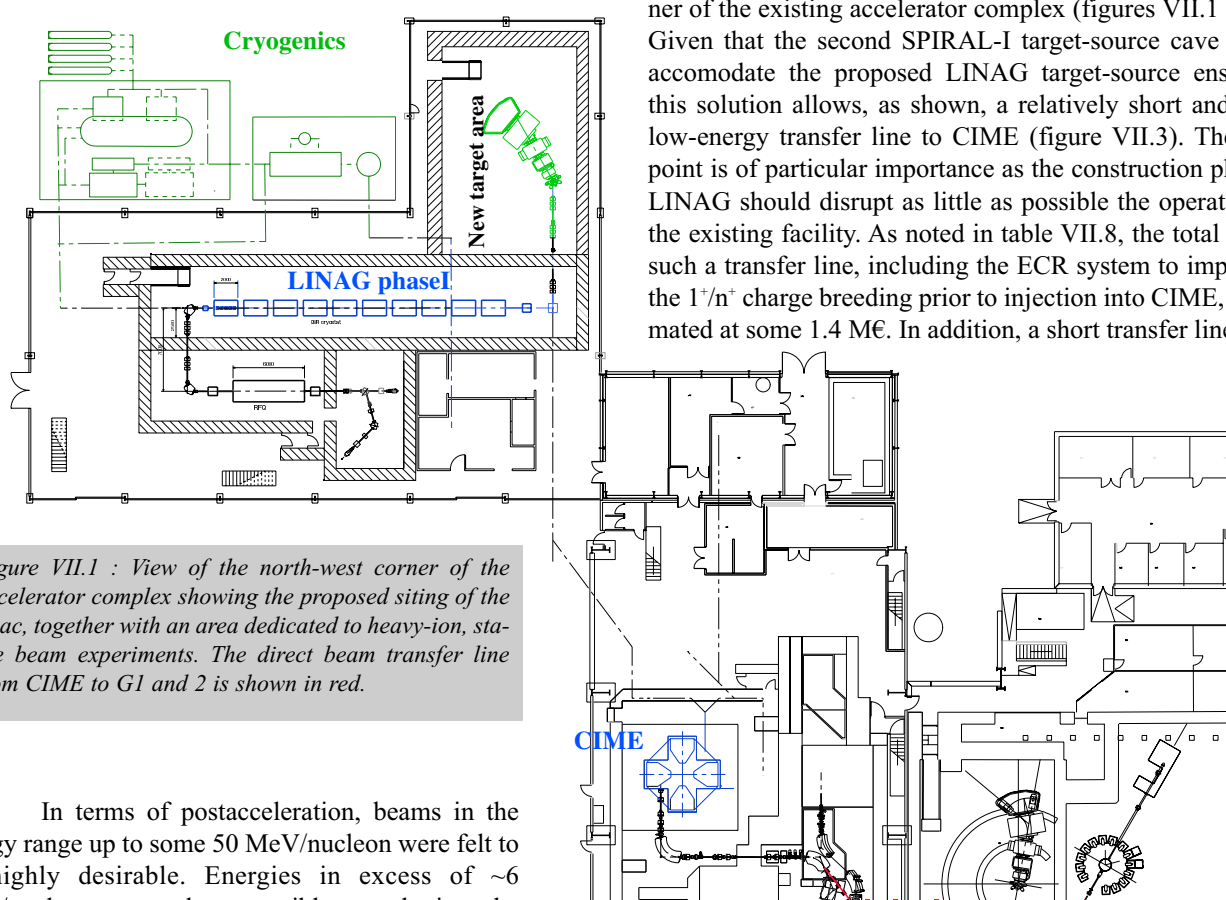 Cryogenics
New target area
LINAG phaseI
RFQ
CIME
ner of the existing accelerator complex (figures VII.1
Given that the second SPIRAL-I target-source cave
accomodate the proposed LINAG target-source ens
this solution allows, as shown, a relatively short and
low-energy transfer line to CIME (figure VII.3). The
point is of particular importance as the construction pl
LINAG should disrupt as little as possible the operat
the existing facility. As noted in table VII.8, the total
such a transfer line, including the ECR system to imp
the 1+/n+ charge breeding prior to injection into CIME,
mated at some 1.4 M€. In addition, a short transfer line
gure VII.1 : View of the north-west corner of the
ccelerator complex showing the proposed siting of the
ac, together with an area dedicated to heavy-ion, sta-
e beam experiments. The direct beam transfer line
om CIME to G1 and 2 is shown in red.
In terms of postacceleration, beams in the
gy range up to some 50 MeV/nucleon were felt to
highly desirable. Energies in excess of ~6